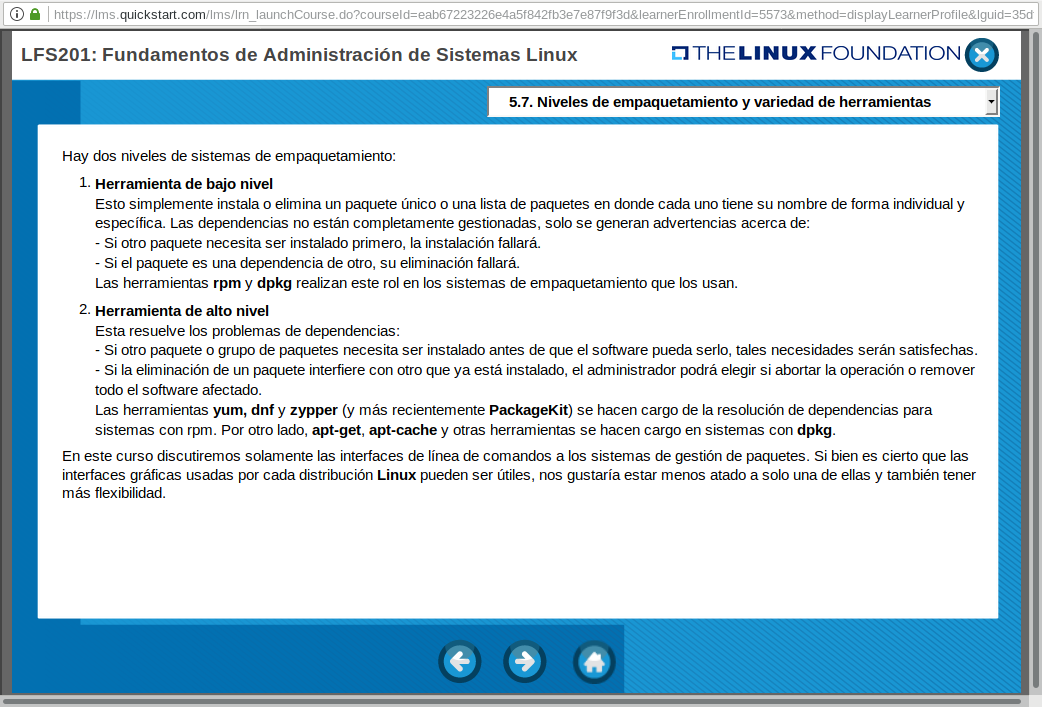 https://lms.quickstart.com/lms/lrn_launchCourse.do?courseId=eab67223226e4a5f842fb3e7e87f9f3d&learnerEnrollmentId=5573&method=displayLearnerProfile&lguid=35d
LFS201: Fundamentos de Administración de Sistemas Linux
THE LINUX FOUNDATION
5.7. Niveles de empaquetamiento y variedad de herramientas
Hay dos niveles de sistemas de empaquetamiento:
1. Herramienta de bajo nivel
Esto simplemente instala o elimina un paquete único o una lista de paquetes en donde cada uno tiene su nombre de forma individual y
específica. Las dependencias no están completamente gestionadas, solo se generan advertencias acerca de:
- Si otro paquete necesita ser instalado primero, la instalación fallará.
- Si el paquete es una dependencia de otro, su eliminación fallará.
Las herramientas rpm y dpkg realizan este rol en los sistemas de empaquetamiento que los usan.
2. Herramienta de alto nivel
Esta resuelve los problemas de dependencias:
- Si otro paquete o grupo de paquetes necesita ser instalado antes de que el software pueda serlo, tales necesidades serán satisfechas.
- Si la eliminación de un paquete interfiere con otro que ya está instalado, el administrador podrá elegir si abortar la operación o remover
todo el software afectado.
Las herramientas yum, dnf y zypper (y más recientemente PackageKit) se hacen cargo de la resolución de dependencias para
sistemas con rpm. Por otro lado, apt-get, apt-cache y otras herramientas se hacen cargo en sistemas con dpkg.
En este curso discutiremos solamente las interfaces de línea de comandos a los sistemas de gestión de paquetes. Si bien es cierto que las
interfaces gráficas usadas por cada distribución Linux pueden ser útiles, nos gustaría estar menos atado a solo una de ellas y también tener
más flexibilidad.